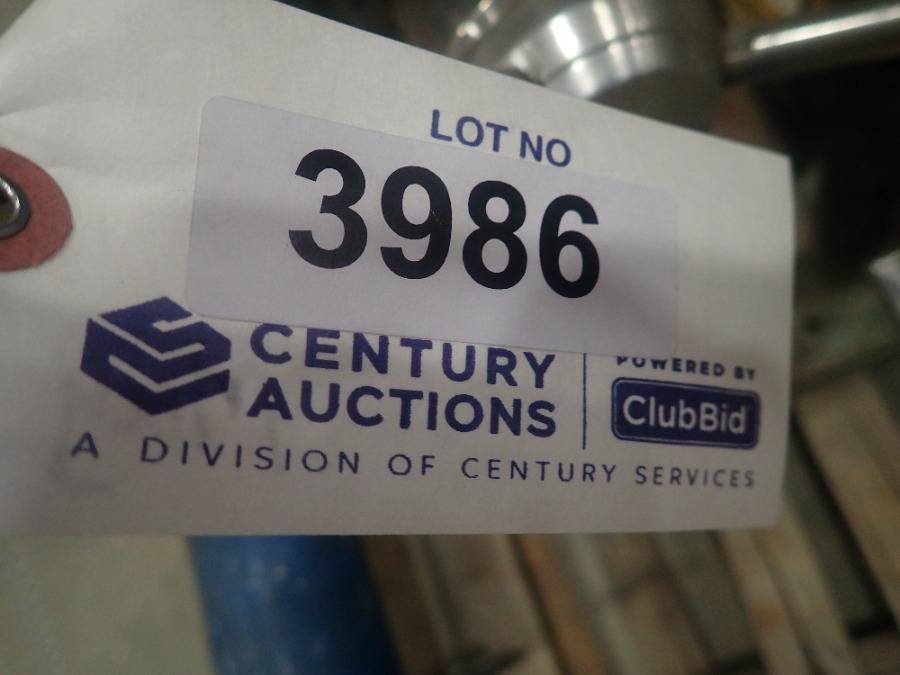 LOT NO
3986
CENTURY
AUCTIONS
POWERED BY
ClubBid
A DIVISION OF CENTURY SERVICES